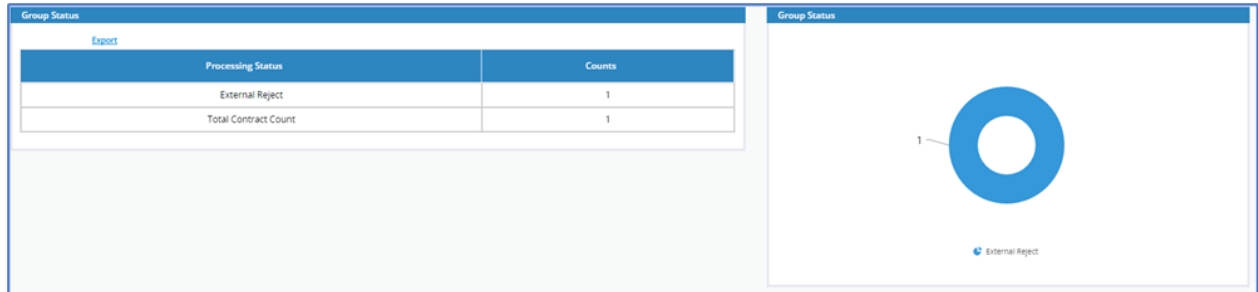 Group Status
Export
Processing Status Counts
External Reject 1
Total Contract Count 1
Group Status
1
External Reject